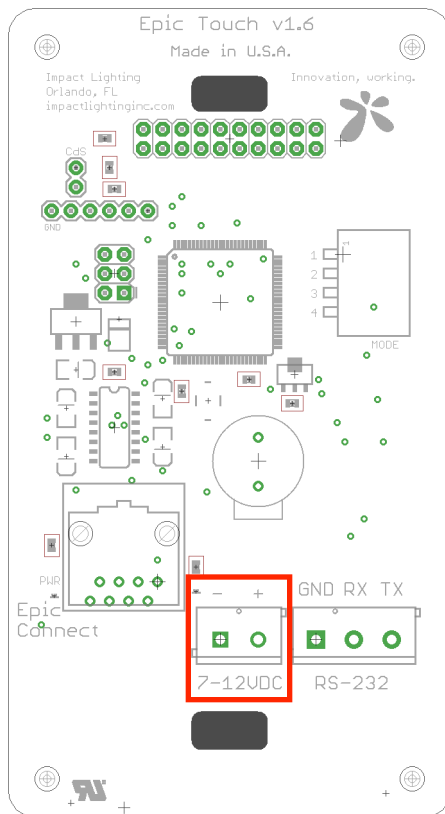 Epic Touch v1.6
Made in U.S.A.
Impact Lighting
Orlando, FL
impactlightinginc.com
Innovation, working.
CdS
GND
1
2
3
4
MODE
PWR
Epic
Connect
- +
7-12VDC
GND RX TX
RS-232